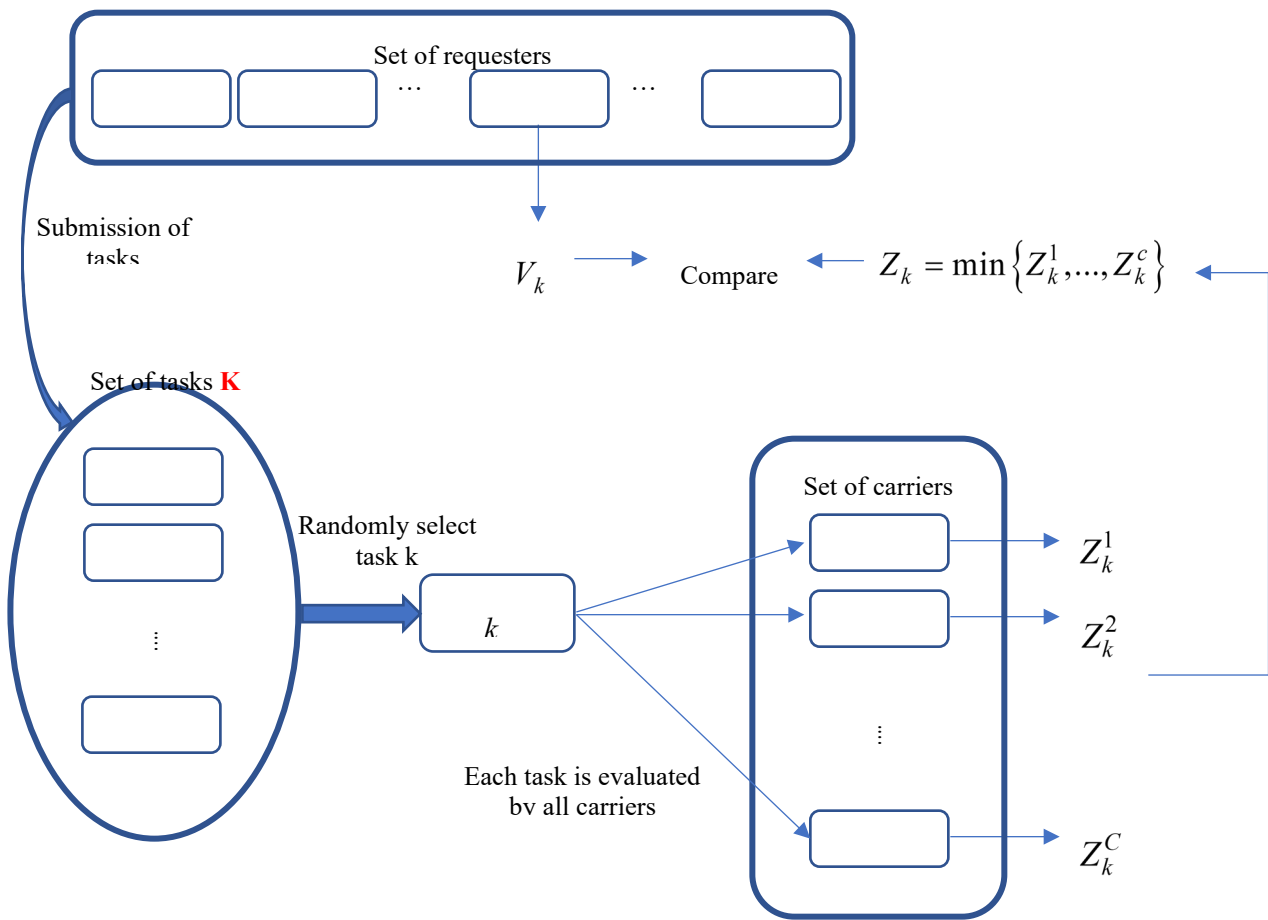 Set of requesters
… …
Submission of
tasks
V_k
Compare
Z_k = min{Z_k^1,..., Z_k^c}
Set of tasks K
Set of carriers
Randomly select
task k
k
Z_k^1
Z_k^2
⋮
⋮
Each task is evaluated
by all carriers
Z_k^C